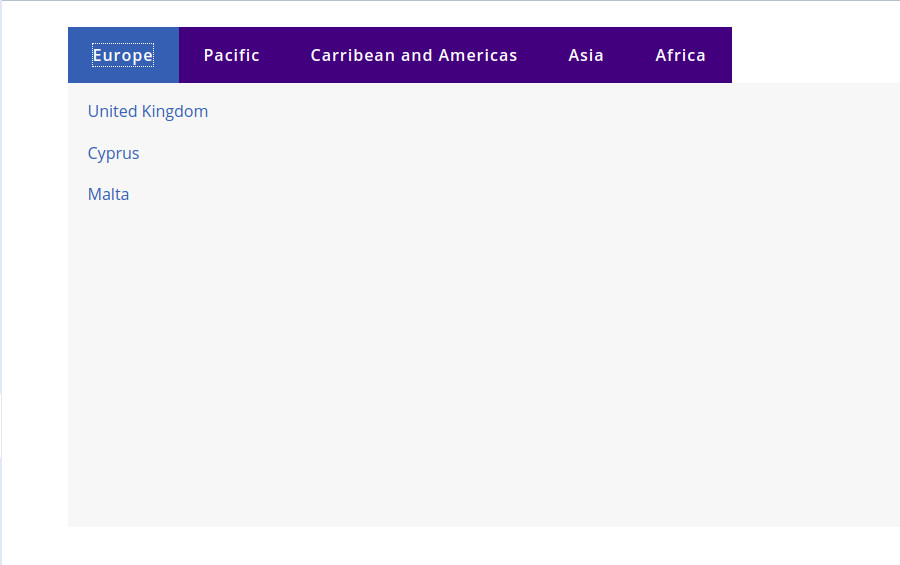 Europe Pacific Carribean and Americas Asia Africa
United Kingdom
Cyprus
Malta